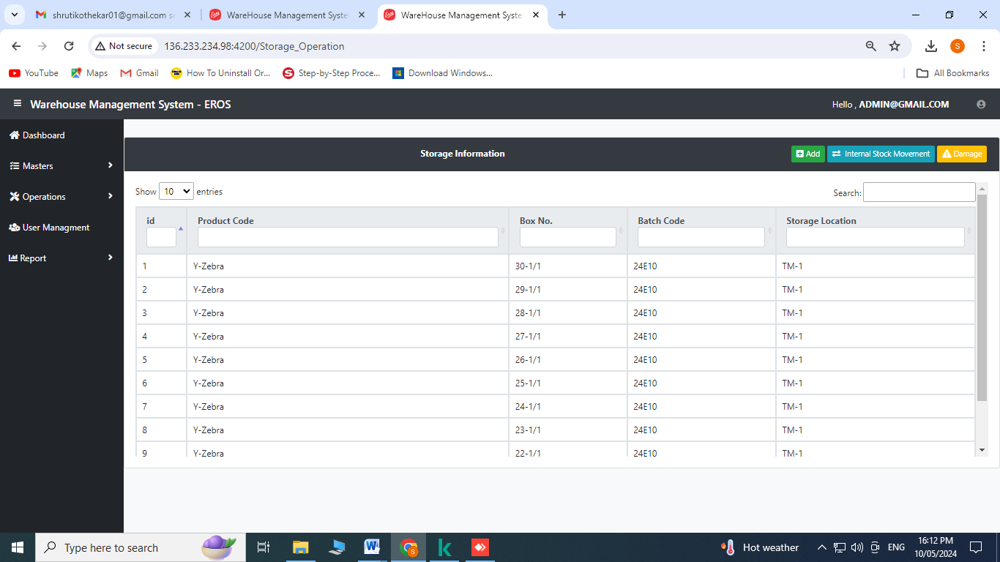 shrutikothekar01@gmail.com se
WareHouse Management Syste
WareHouse Management Syste
Not secure
136.233.234.98:4200/Storage_Operation
S
YouTube
Maps
Gmail
How To Uninstall Or...
Step-by-Step Proce...
Download Windows...
All Bookmarks
Warehouse Management System - EROS
Hello , ADMIN@GMAIL.COM
Dashboard
Masters
Operations
User Managment
Report
Storage Information
Add
Internal Stock Movement
Damage
Show 10 entries
Search:
id Product Code Box No. Batch Code Storage Location
1 Y-Zebra 30-1/1 24E10 TM-1
2 Y-Zebra 29-1/1 24E10 TM-1
3 Y-Zebra 28-1/1 24E10 TM-1
4 Y-Zebra 27-1/1 24E10 TM-1
5 Y-Zebra 26-1/1 24E10 TM-1
6 Y-Zebra 25-1/1 24E10 TM-1
7 Y-Zebra 24-1/1 24E10 TM-1
8 Y-Zebra 23-1/1 24E10 TM-1
9 Y-Zebra 22-1/1 24E10 TM-1
Type here to search
Hot weather
ENG
16:12 PM
10/05/2024